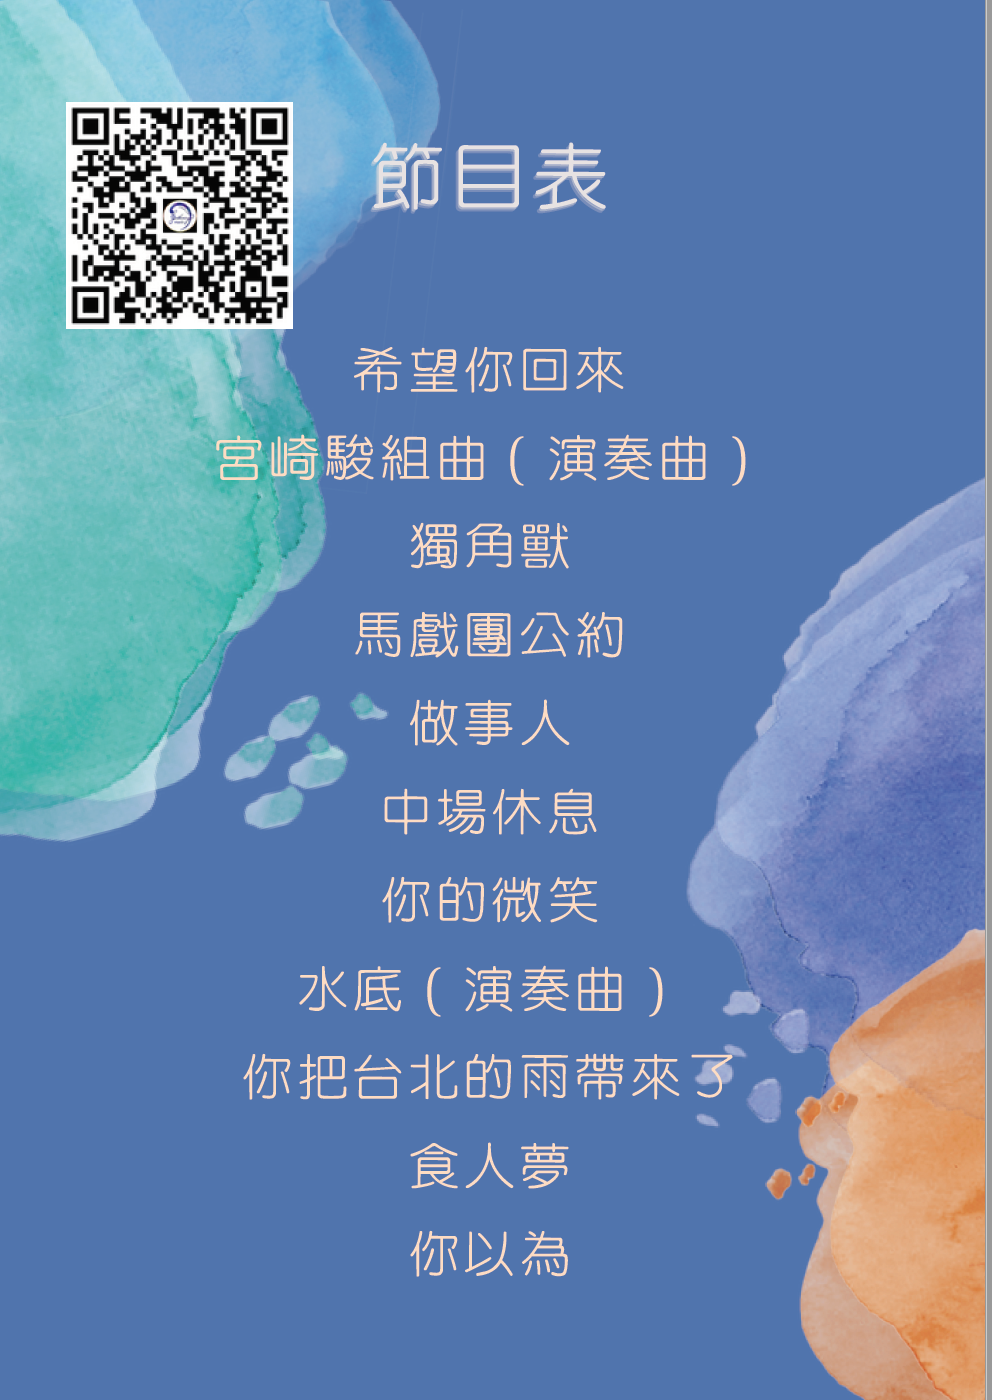 節目表
希望你回來
宮崎駿組曲 ( 演奏曲 )
獨角獸
馬戲團公約
做事人
中場休息
你的微笑
水底 ( 演奏曲 )
你把台北的雨帶來了
食人夢
你以為